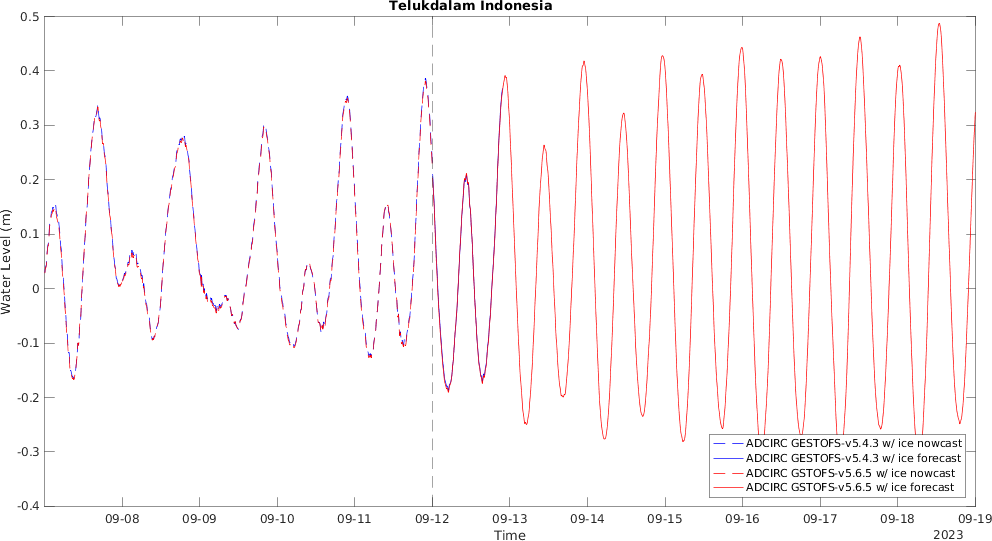 Telukdalam Indonesia
0.5
0.4
0.3
0.2
0.1
0
-0.1
-0.2
-0.3
-0.4
Water Level (m)
ADCIRC GESTOFS-v5.4.3 w/ ice nowcast
ADCIRC GESTOFS-v5.4.3 w/ ice forecast
ADCIRC GSTOFS-v5.6.5 w/ ice nowcast
ADCIRC GSTOFS-v5.6.5 w/ ice forecast
09-08 09-09 09-10 09-11 09-12 09-13 09-14 09-15 09-16 09-17 09-18 09-19
Time
2023